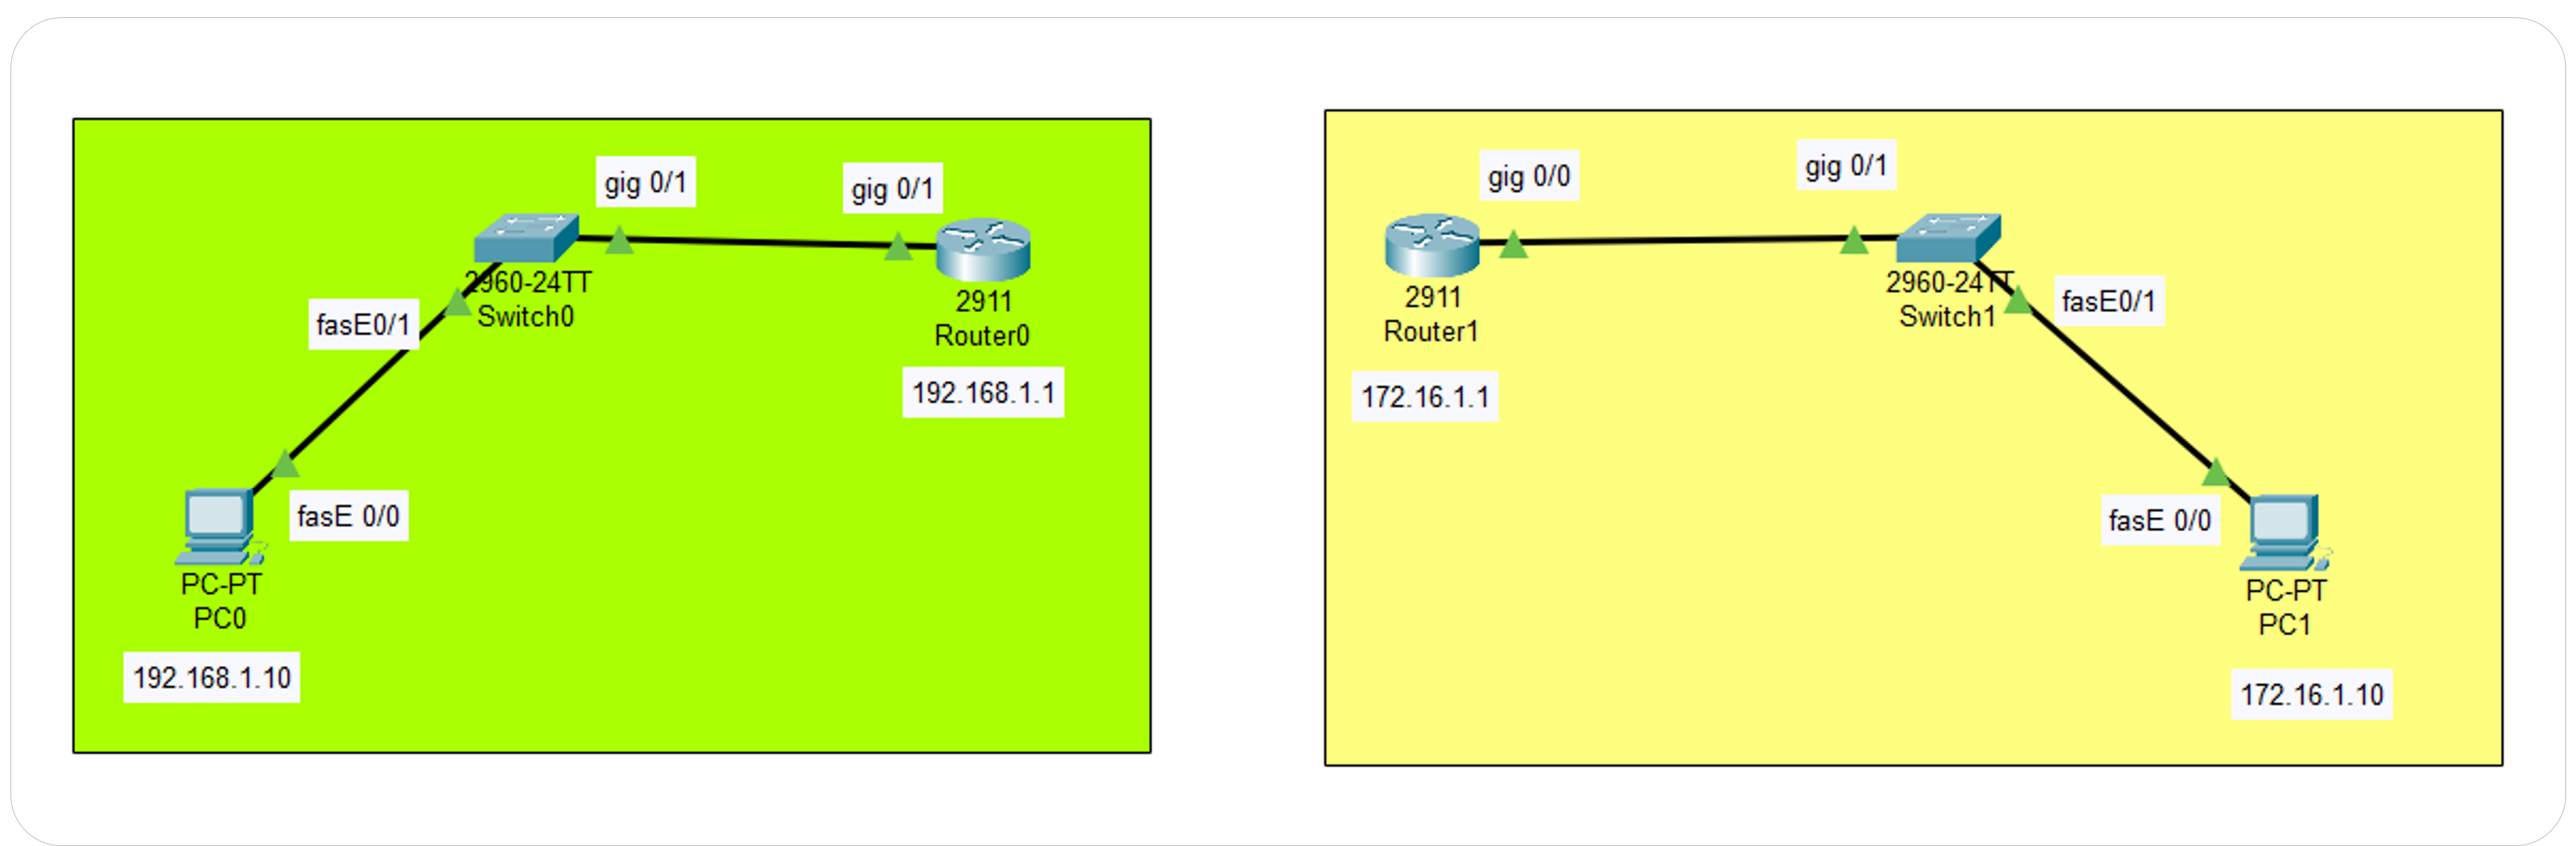 gig 0/1
gig 0/1
2960-24TT
Switch0
2911
Router0
fasE0/1
192.168.1.1
fasE 0/0
PC-PT
PC0
192.168.1.10
gig 0/0
gig 0/1
2911
Router1
2960-24TT
Switch1
fasE0/1
172.16.1.1
fasE 0/0
PC-PT
PC1
172.16.1.10